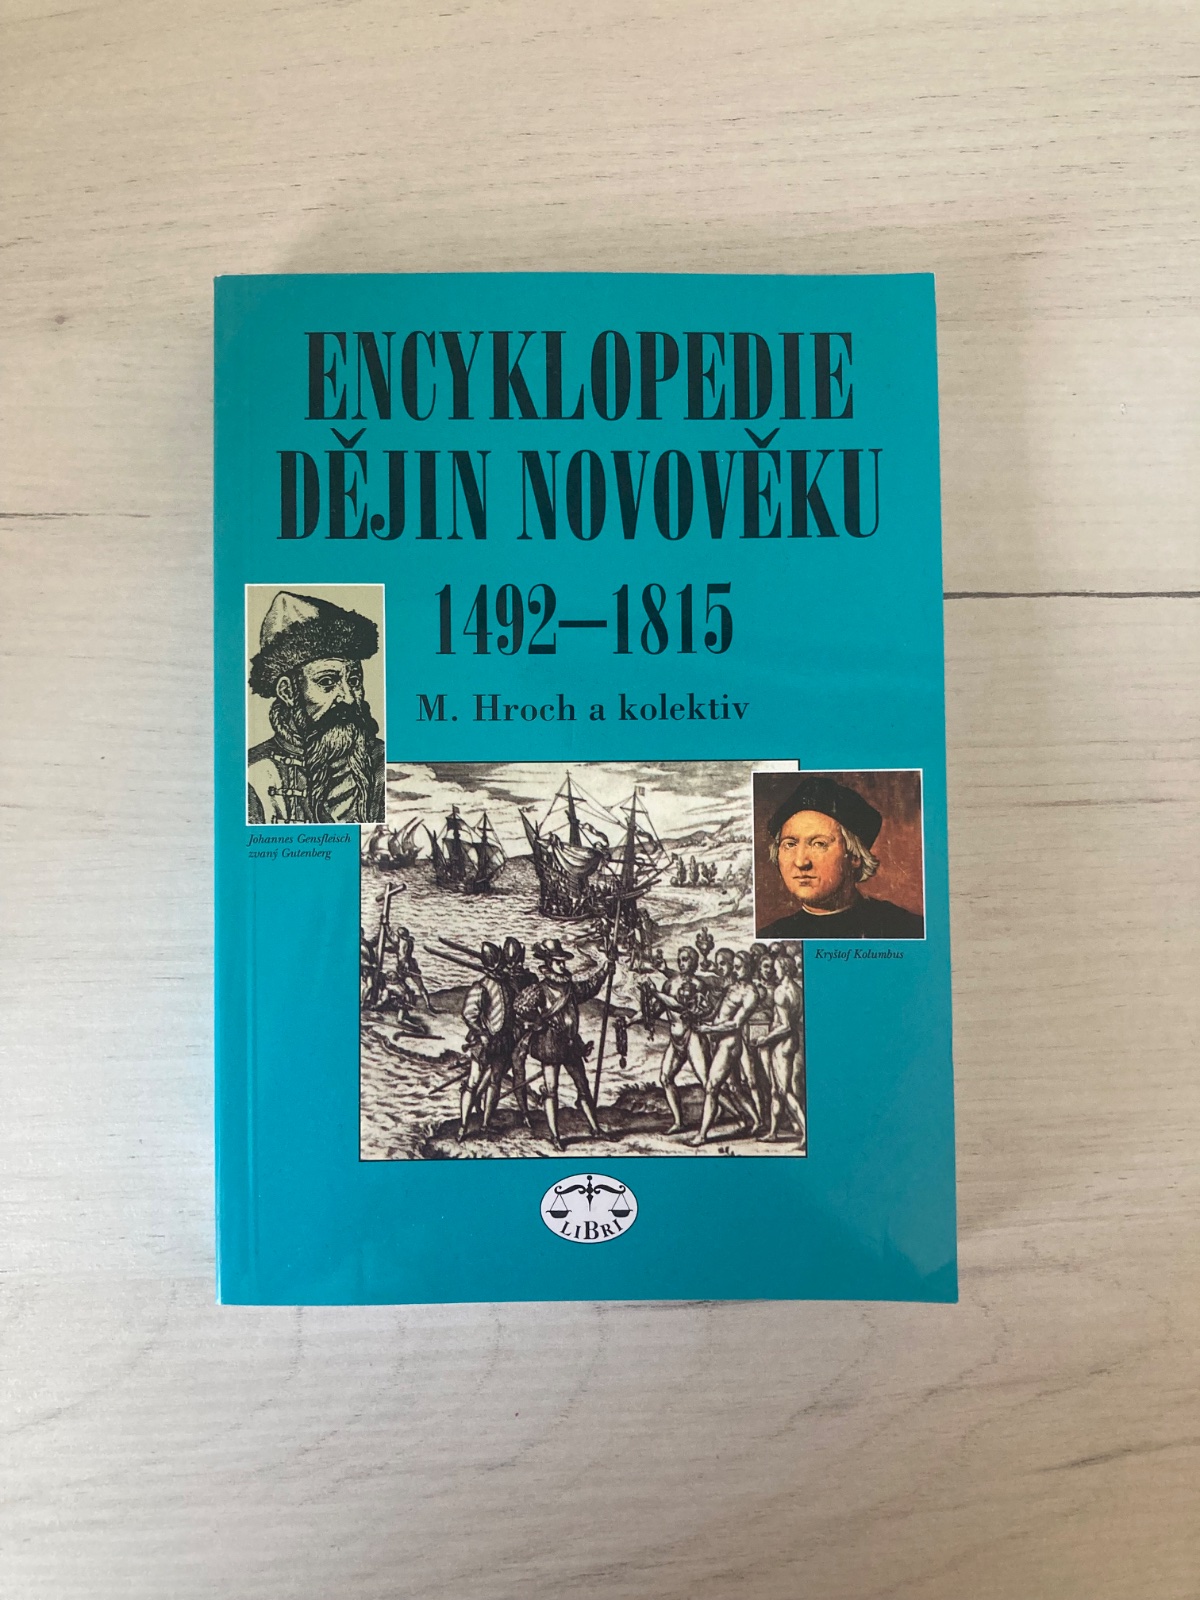 ENCYKLOPEDIE
DĚJIN NOVOVĚKU
1492–1815
M. Hroch a kolektiv
Johannes Gensfleisch
zvaný Gutenberg
Kryštof Kolumbus
LIBRI